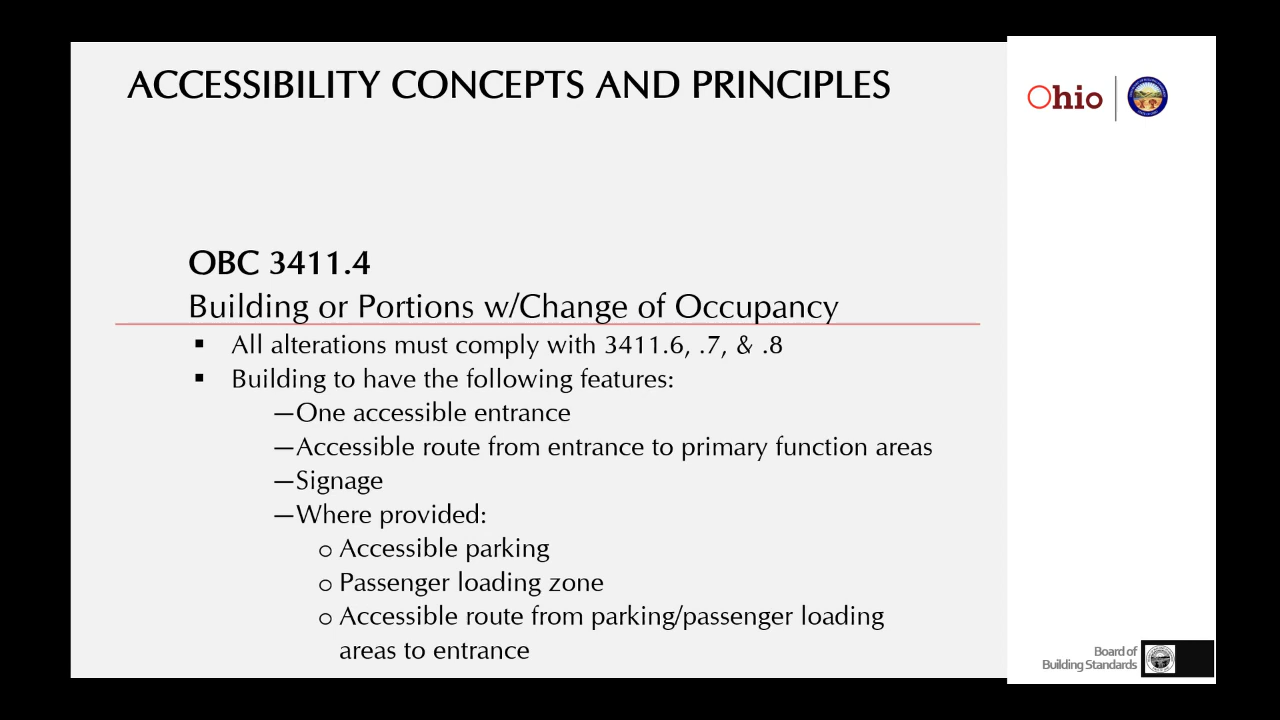 ACCESSIBILITY CONCEPTS AND PRINCIPLES
Ohio
OBC 3411.4
Building or Portions w/Change of Occupancy
▪ All alterations must comply with 3411.6, .7, & .8
▪ Building to have the following features:
—One accessible entrance
—Accessible route from entrance to primary function areas
—Signage
—Where provided:
o Accessible parking
o Passenger loading zone
o Accessible route from parking/passenger loading
areas to entrance
Board of
Building Standards